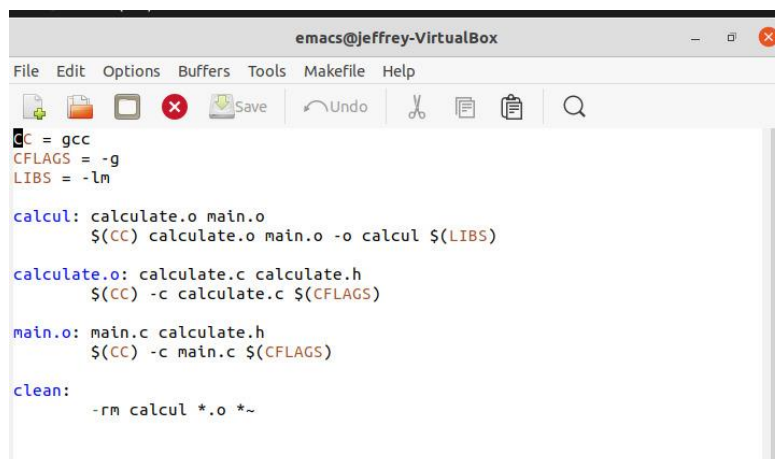 emacs@jeffrey-VirtualBox
File Edit Options Buffers Tools Makefile Help
Save Undo
CC = gcc
CFLAGS = -g
LIBS = -lm
calcul: calculate.o main.o
$(CC) calculate.o main.o -o calcul $(LIBS)
calculate.o: calculate.c calculate.h
$(CC) -c calculate.c $(CFLAGS)
main.o: main.c calculate.h
$(CC) -c main.c $(CFLAGS)
clean:
-rm calcul *.o *~